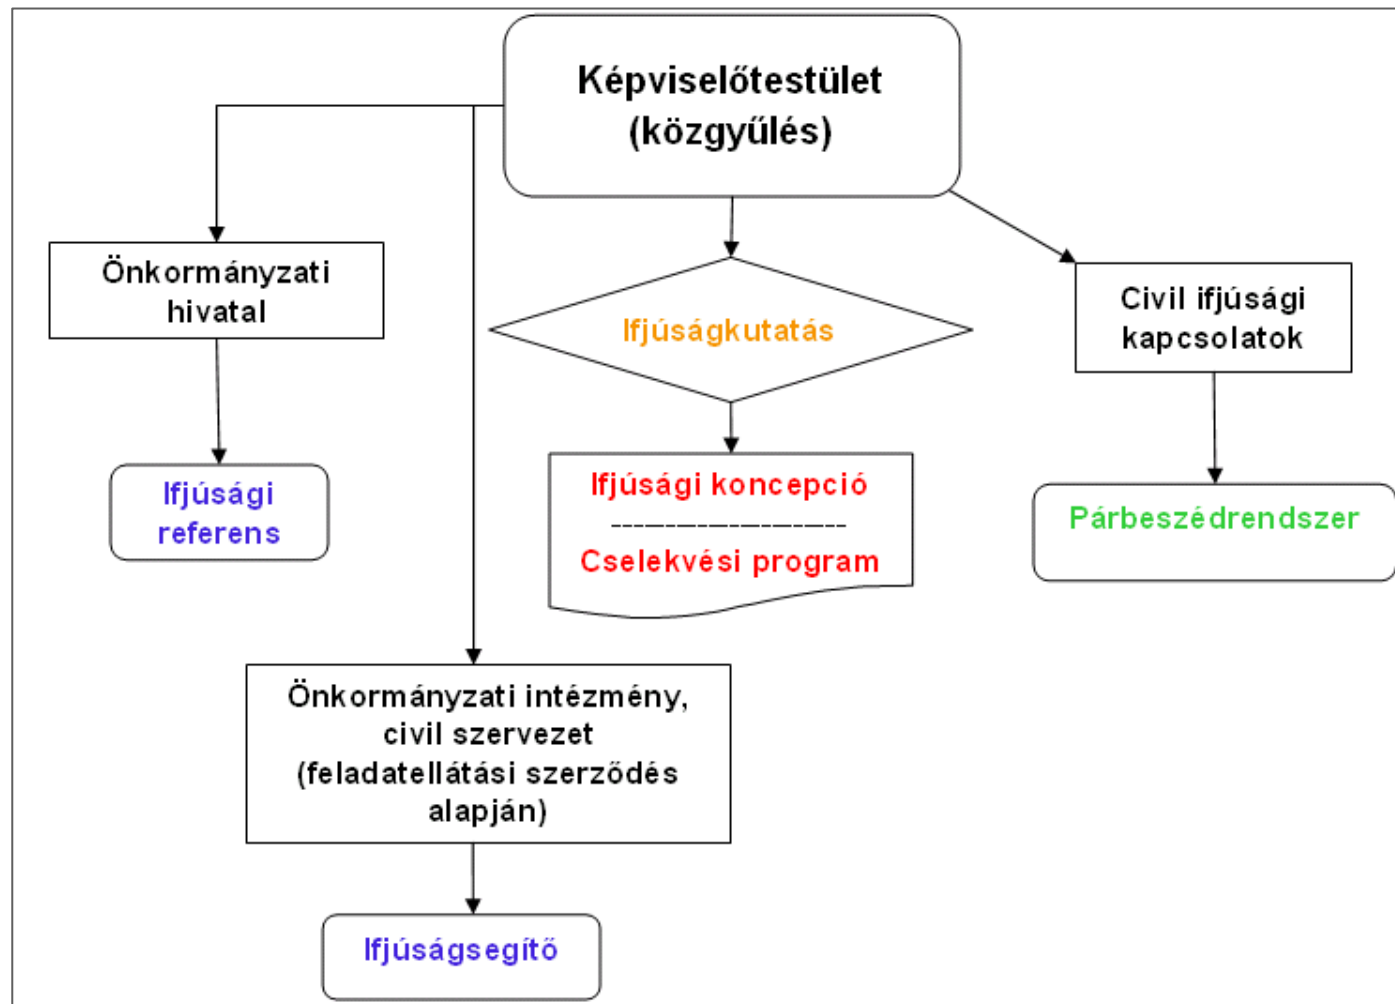 Képviselőtestület
(közgyűlés)
Önkormányzati
hivatal
Ifjúságkutatás
Civil ifjúsági
kapcsolatok
Ifjúsági
referens
Ifjúsági koncepció
----------------------
Cselekvési program
Párbeszédrendszer
Önkormányzati intézmény,
civil szervezet
(feladatellátási szerződés
alapján)
Ifjúságsegítő